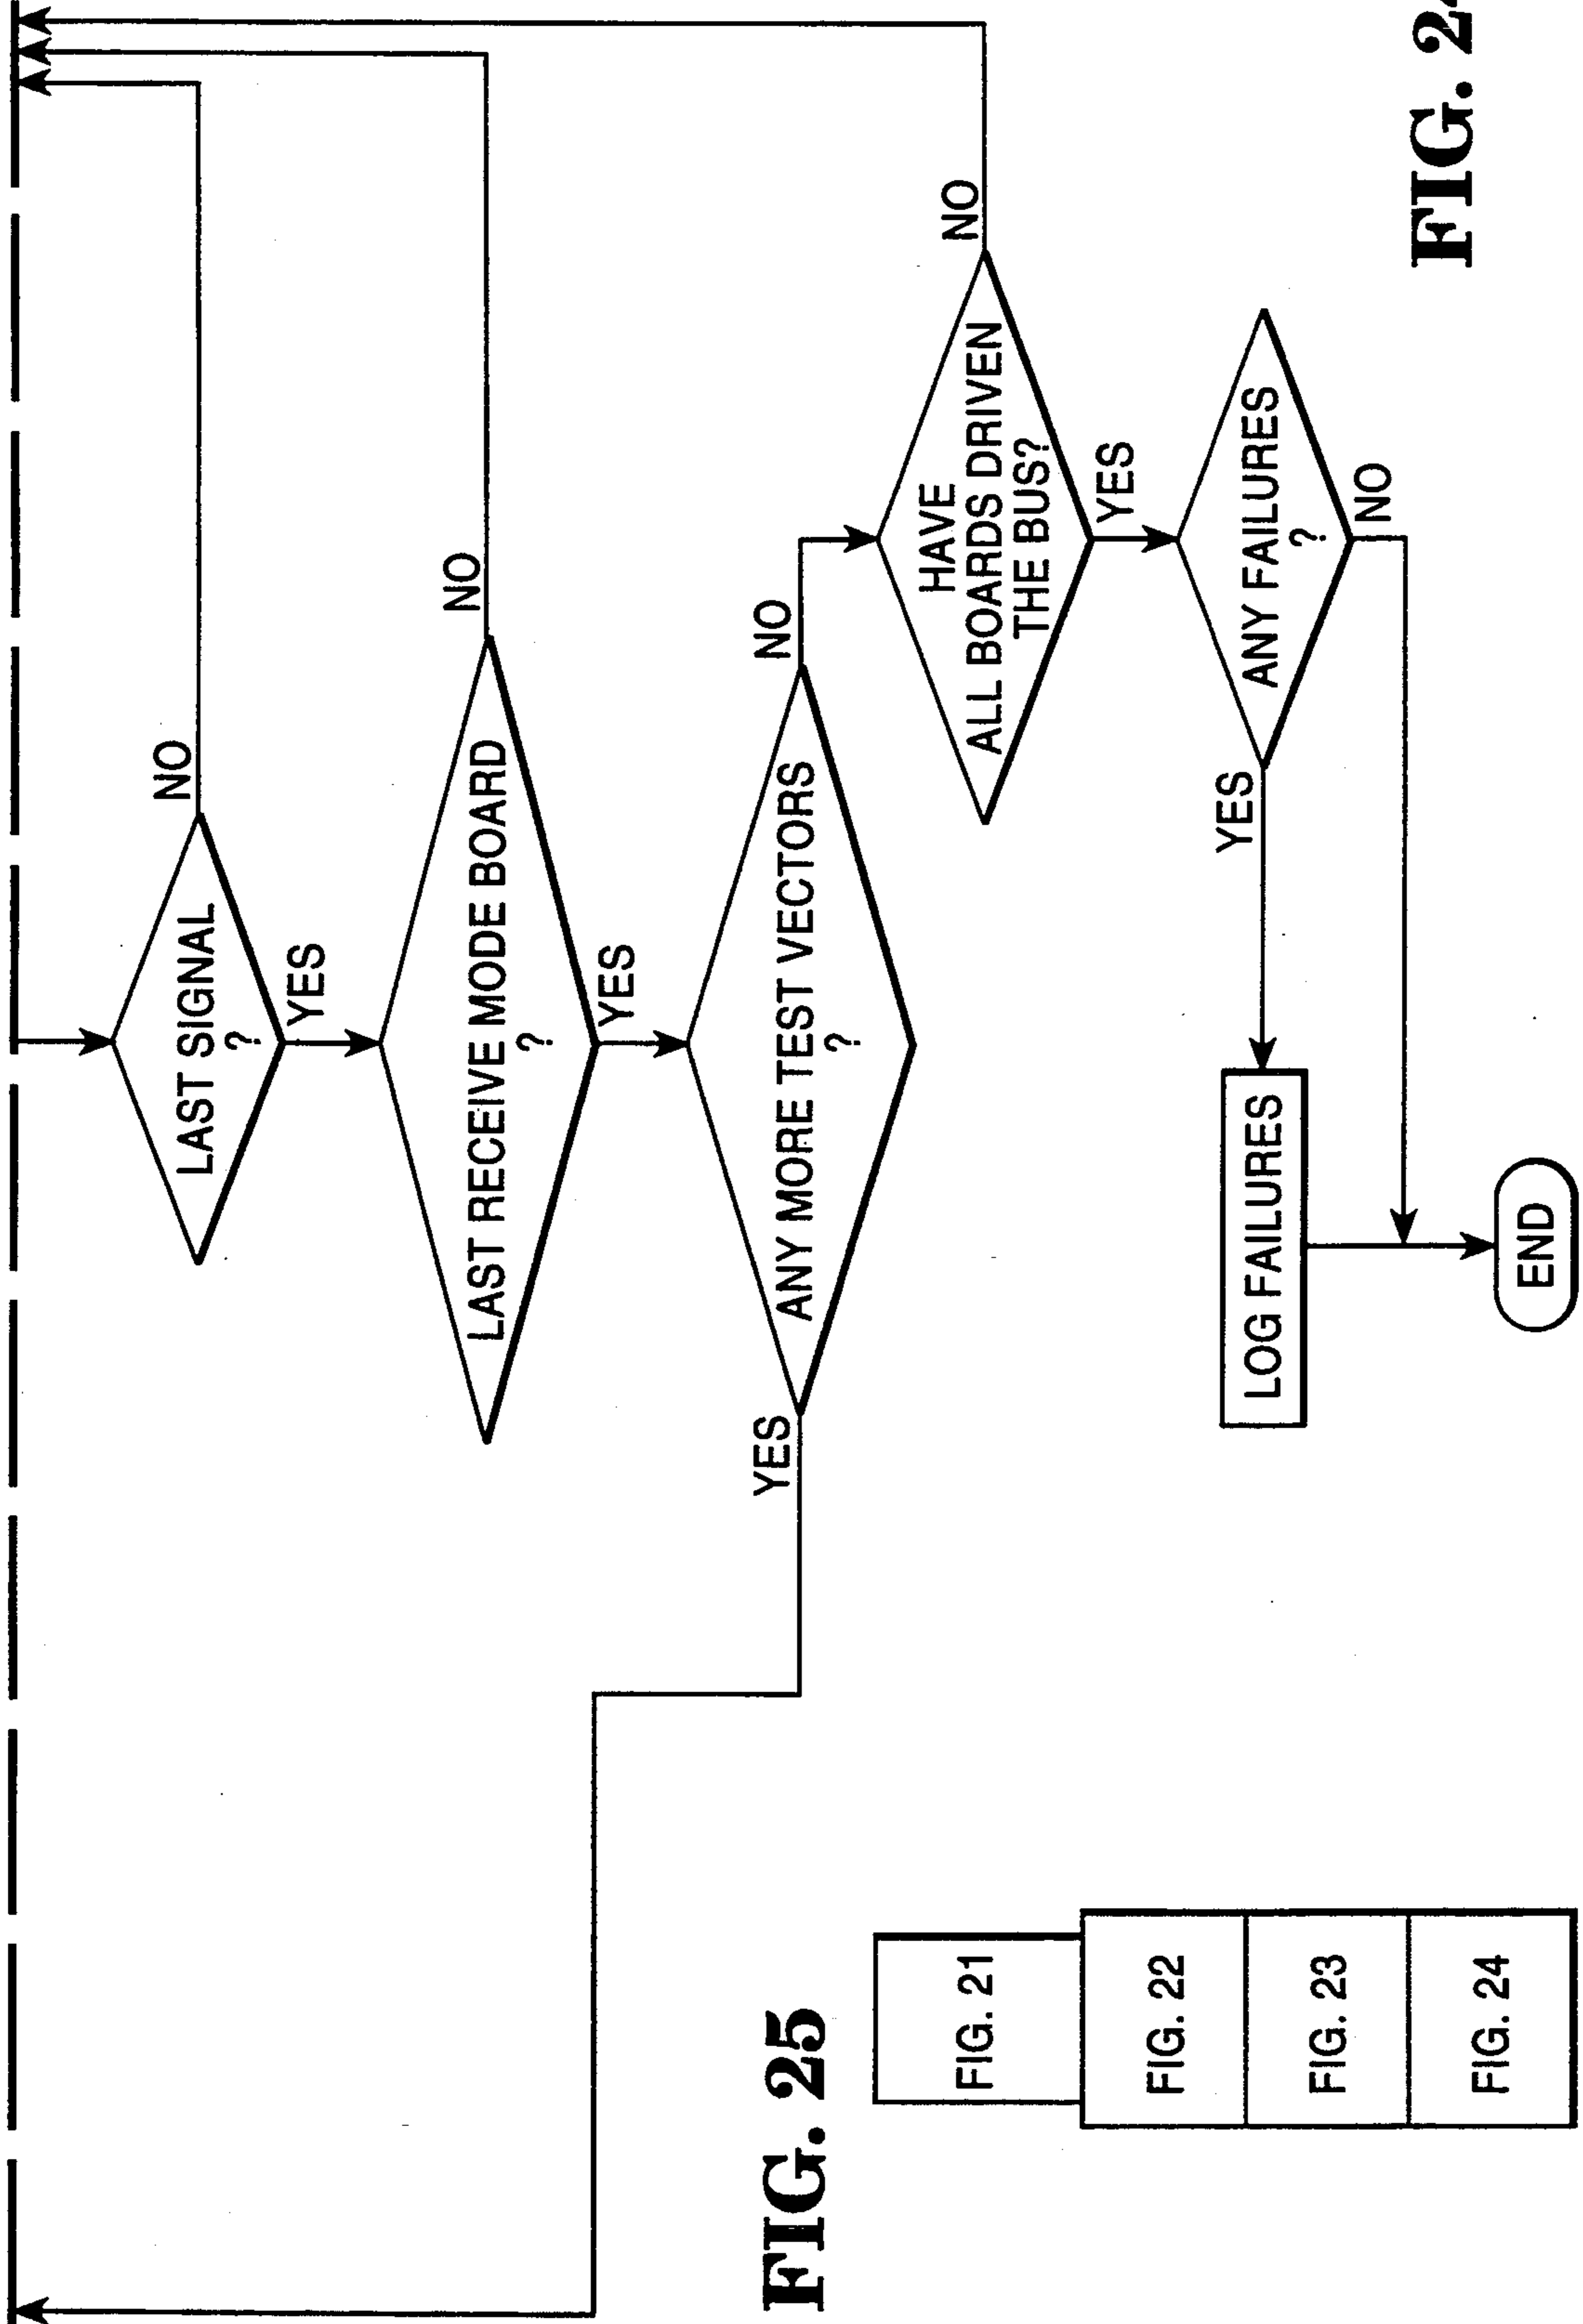 LAST SIGNAL
?
NO
YES
LAST RECEIVE MODE BOARD
?
NO
YES
ANY MORE TEST VECTORS
?
YES
NO
HAVE
ALL BOARDS DRIVEN
THE BUS?
NO
YES
ANY FAILURES
?
YES
NO
LOG FAILURES
END
FIG. 25
FIG. 21
FIG. 22
FIG. 23
FIG. 24
FIG. 2